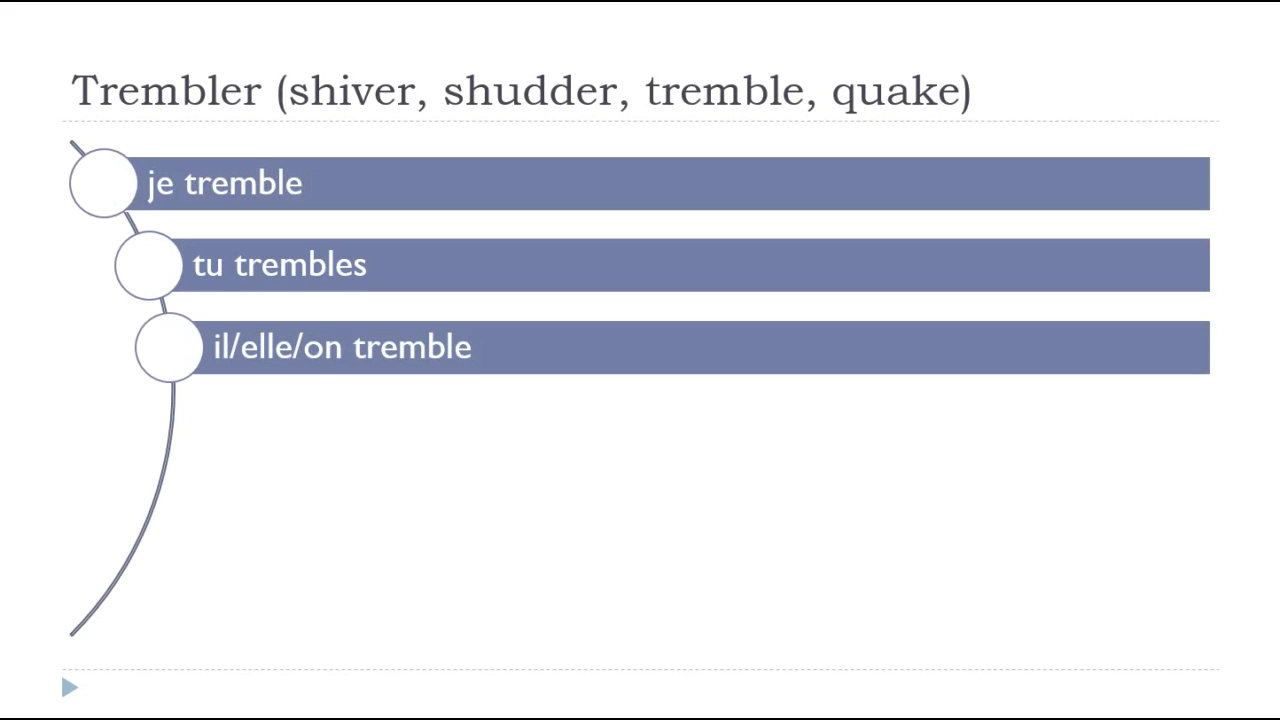 Trembler (shiver, shudder, tremble, quake)
je tremble
tu trembles
il/elle/on tremble